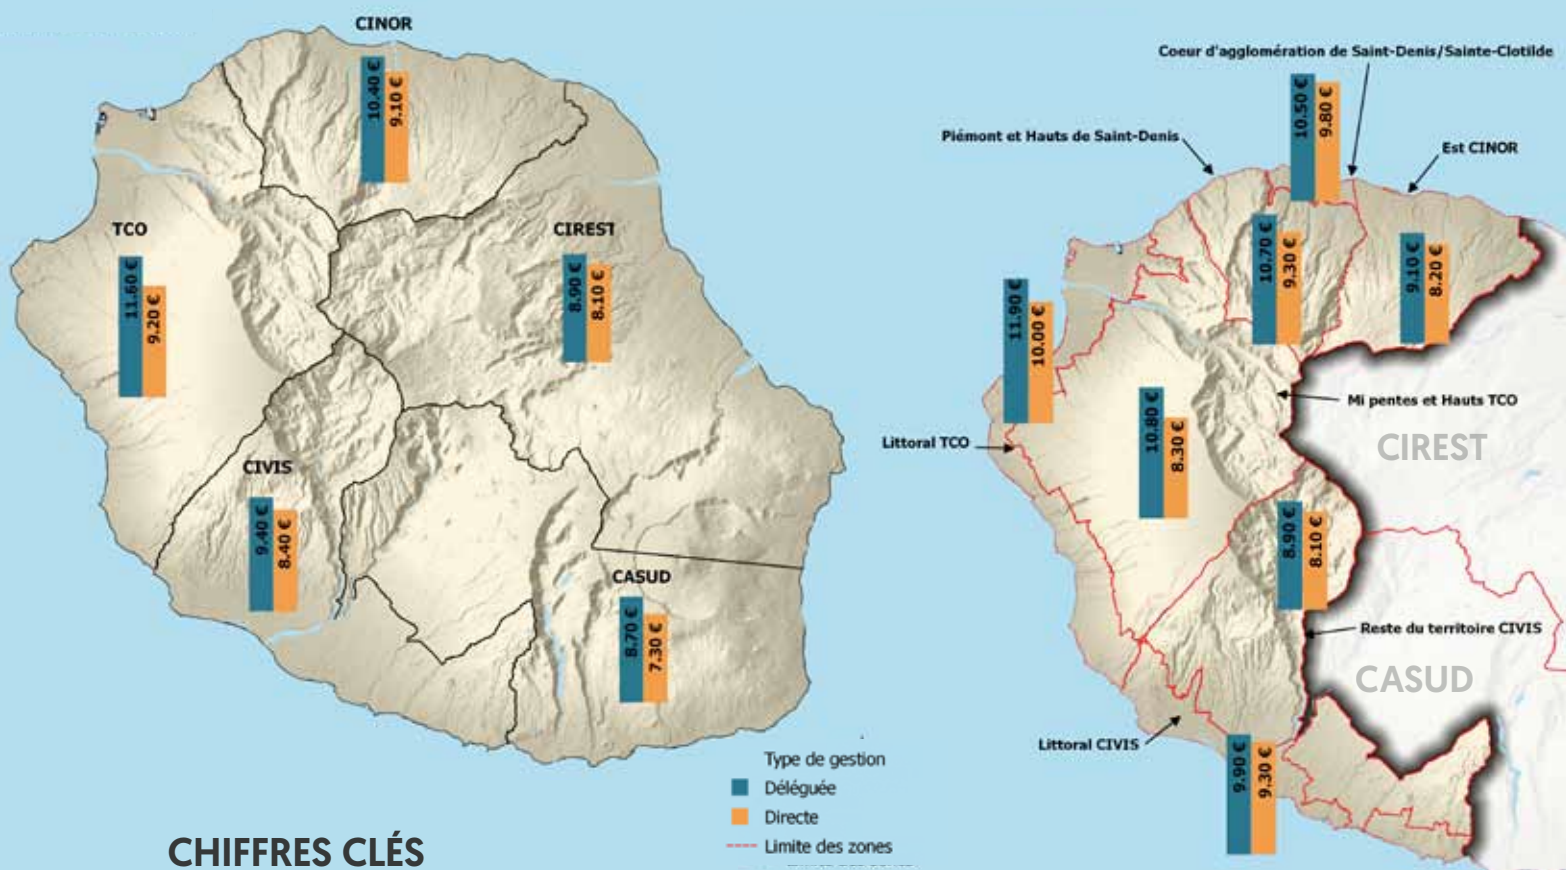 CINOR
10.40 €
9.10 €
TCO
11.60 €
9.20 €
CIREST
8.90 €
8.10 €
CIVIS
9.40 €
8.40 €
CASUD
8.70 €
7.30 €
Coeur d'agglomération de Saint-Denis/Sainte-Clotilde
10.50 €
9.80 €
Piémont et Hauts de Saint-Denis
Est CINOR
10.70 €
9.30 €
9.10 €
8.20 €
11.90 €
10.00 €
Mi pentes et Hauts TCO
10.80 €
8.30 €
Littoral TCO
CIREST
8.90 €
8.10 €
Reste du territoire CIVIS
CASUD
Littoral CIVIS
9.90 €
9.30 €
Type de gestion
Déléguée
Directe
Limite des zones
CHIFFRES CLÉS